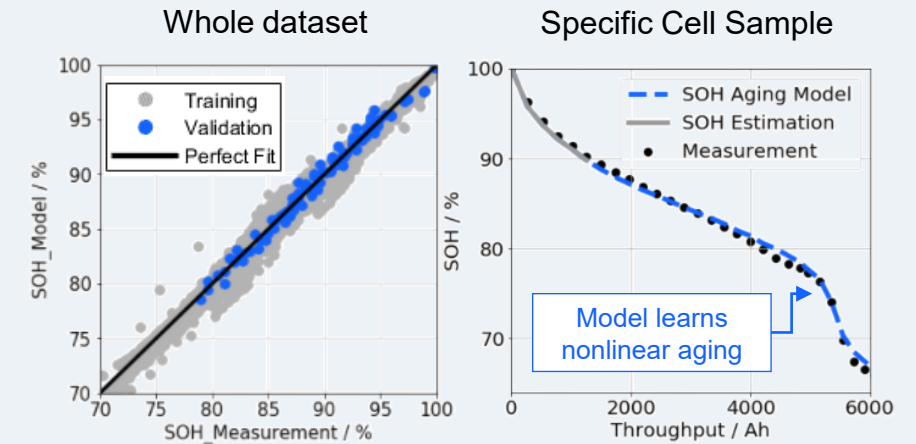 Whole dataset
Specific Cell Sample
100
95
90
85
80
75
70
SOH_Model / %
Training
Validation
Perfect Fit
70 75 80 85 90 95 100
SOH_Measurement / %
100
90
80
70
SOH / %
SOH Aging Model
SOH Estimation
Measurement
Model learns
nonlinear aging
0 2000 4000 6000
Throughput / Ah